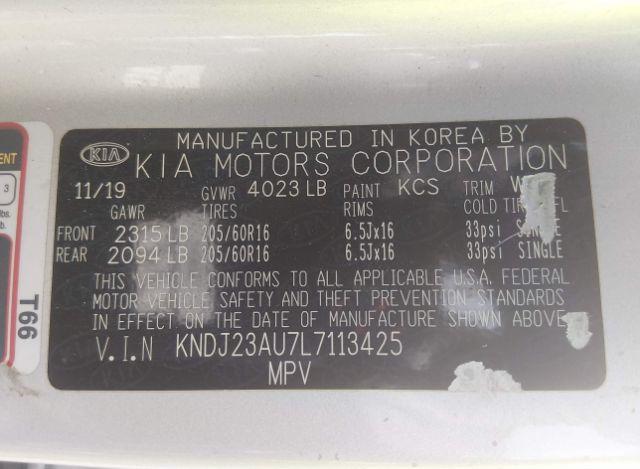 MANUFACTURED IN KOREA BY
KIA KIA MOTORS CORPORATION
11/19 GVWR 4023 LB PAINT KCS TRIM
GAWR TIRES RIMS COLD
FRONT 2315 LB 205/60R16 6.5Jx16 33psi
REAR 2094 LB 205/60R16 6.5Jx16 33psi SINGLE
THIS VEHICLE CONFORMS TO ALL APPLICABLE U.S.A. FEDERAL
MOTOR VEHICLE SAFETY AND THEFT PREVENTION STANDARDS
IN EFFECT ON THE DATE OF MANUFACTURE SHOWN ABOVE
V.I.N KNDJ23AU7L7113425
MPV
3
T66